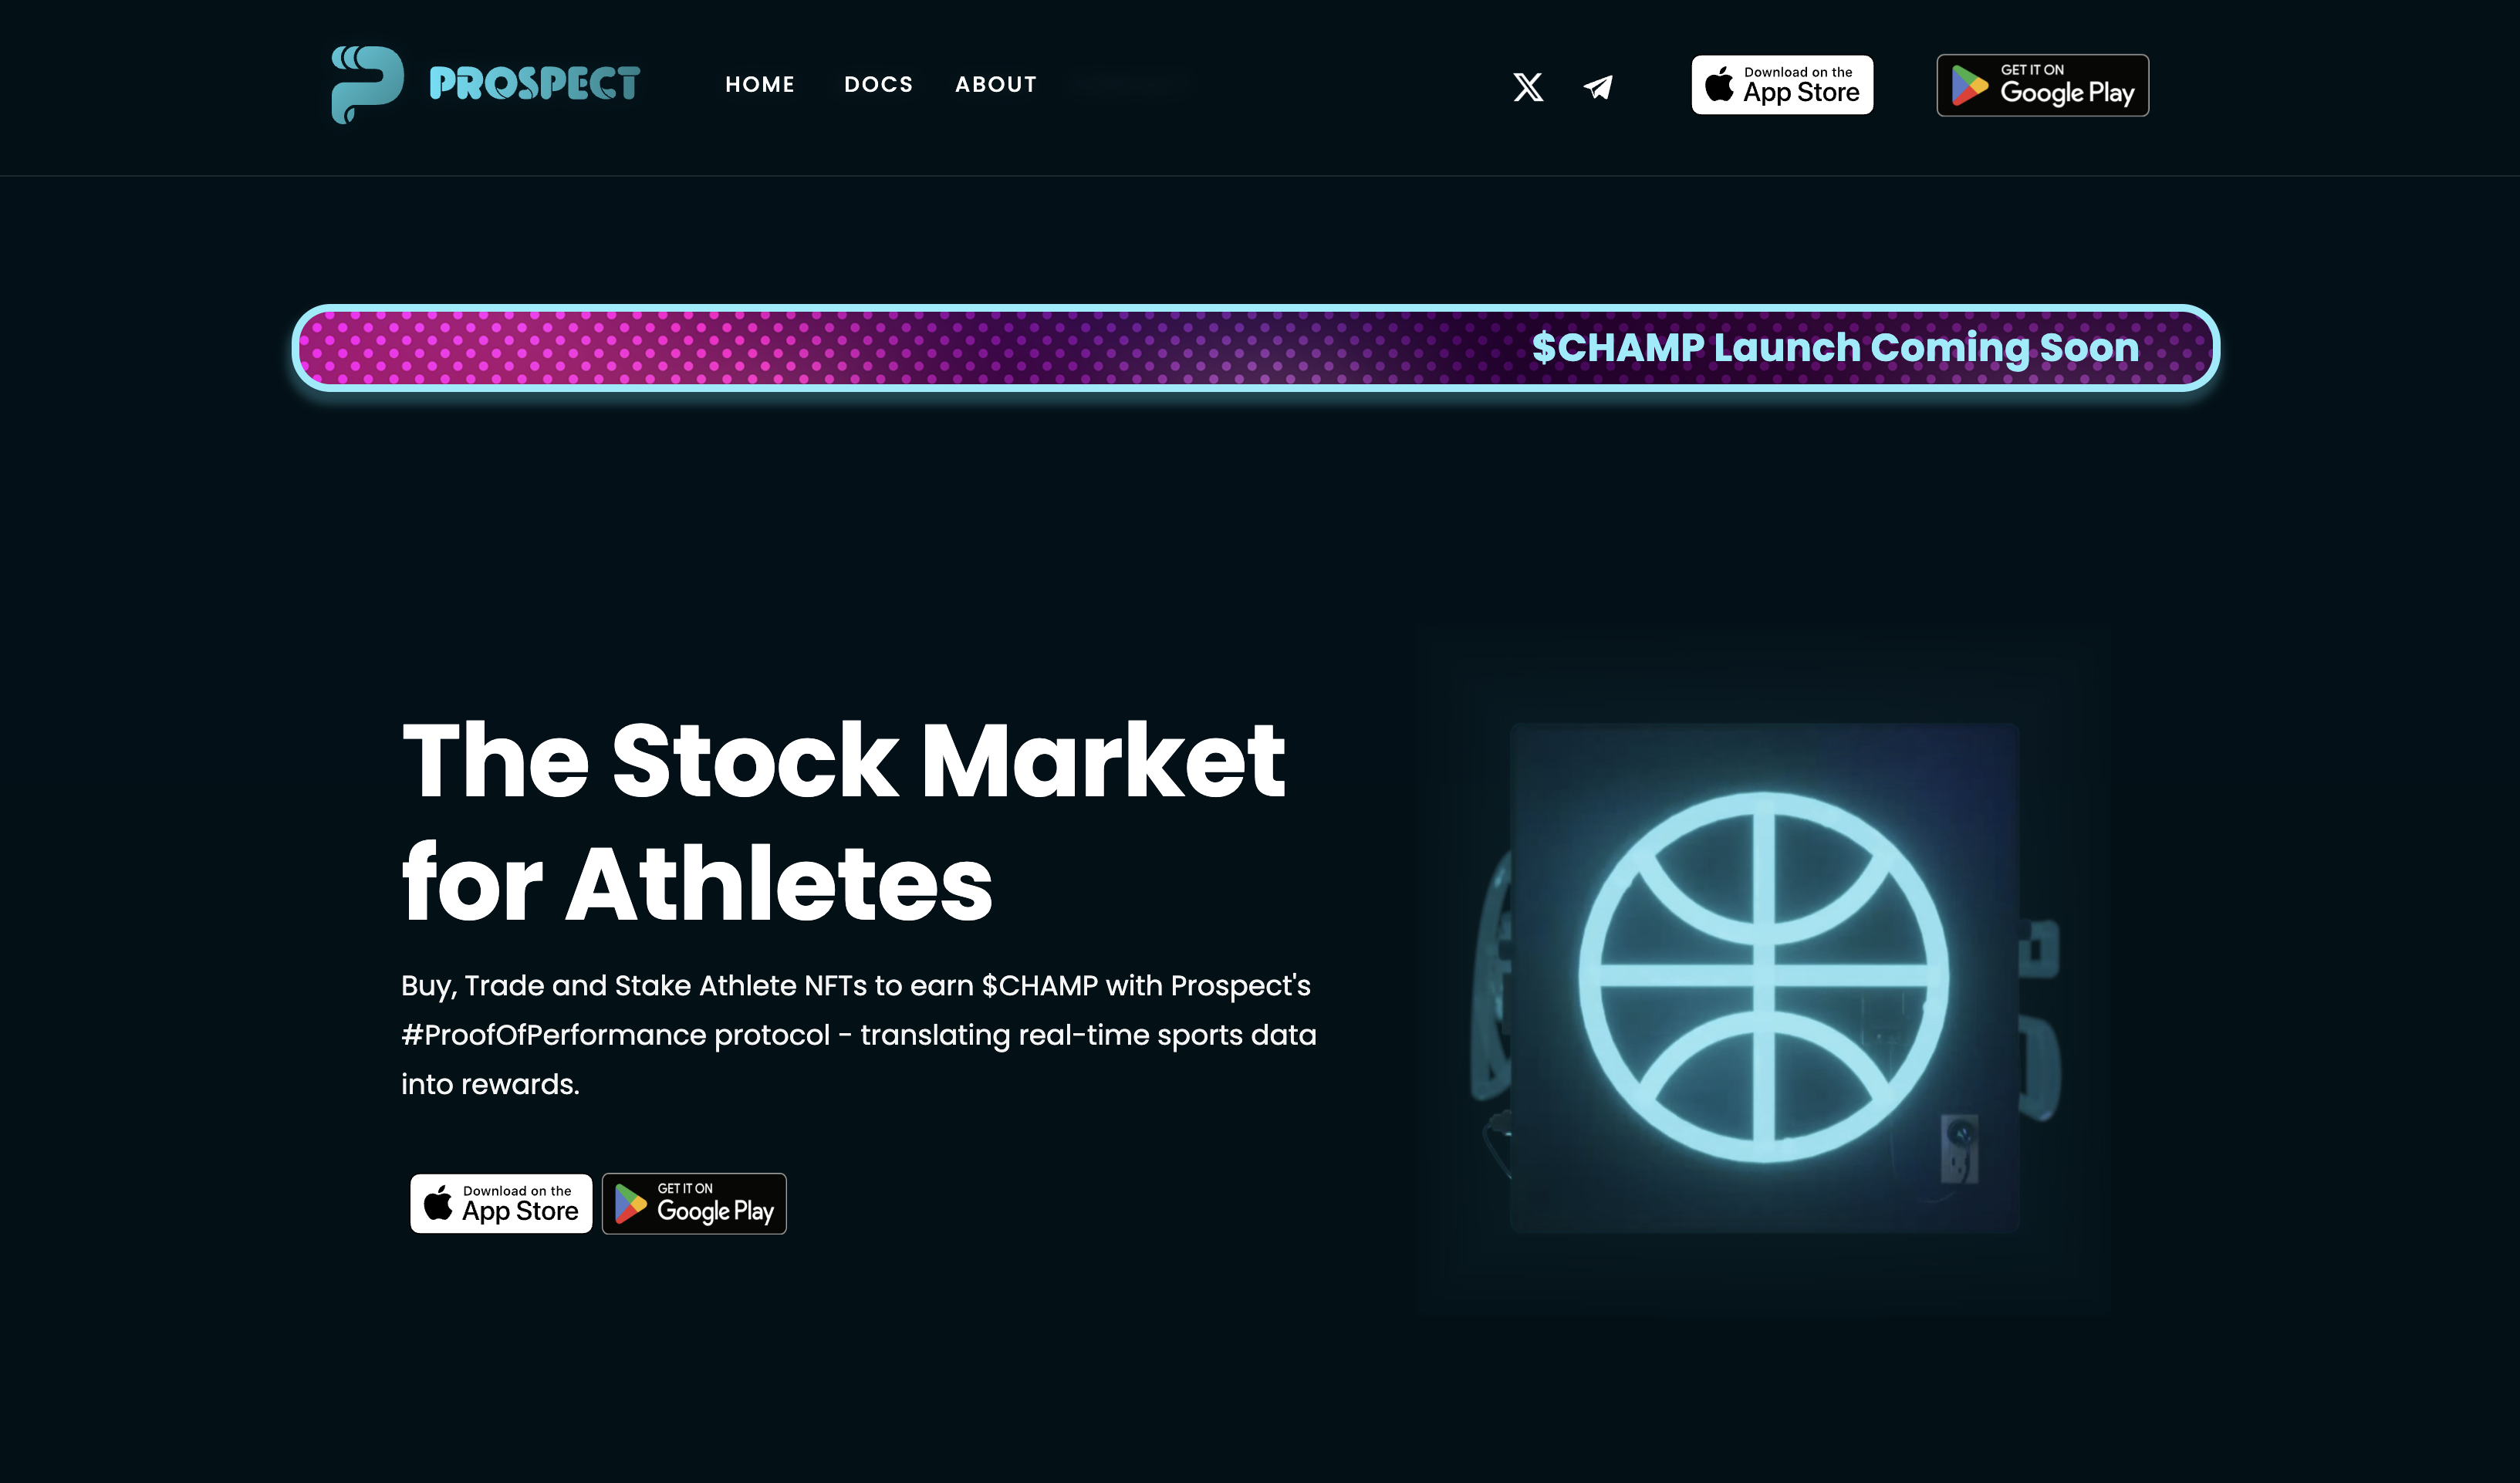 PROSPECT
HOME
DOCS
ABOUT
Download on the
App Store
GET IT ON
Google Play
$CHAMP Launch Coming Soon
The Stock Market
for Athletes
Buy, Trade and Stake Athlete NFTs to earn $CHAMP with Prospect's
#ProofOfPerformance protocol - translating real-time sports data
into rewards.
Download on the
App Store
GET IT ON
Google Play